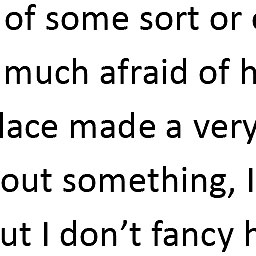 of some sort or
much afraid of h
lace made a very
out something, I
ut I don’t fancy h